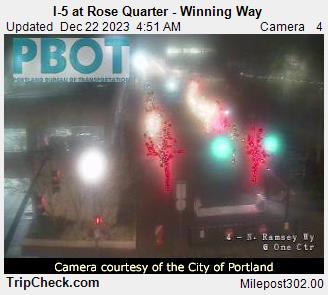 I-5 at Rose Quarter - Winning Way
Updated Dec 22 2023 4:51 AM Camera 4
PBOT
PORTLAND BUREAU OF TRANSPORTATION
4 - N. Ramsey Wy
@ One Ctr
Camera courtesy of the City of Portland
TripCheck.com Milepost302.00